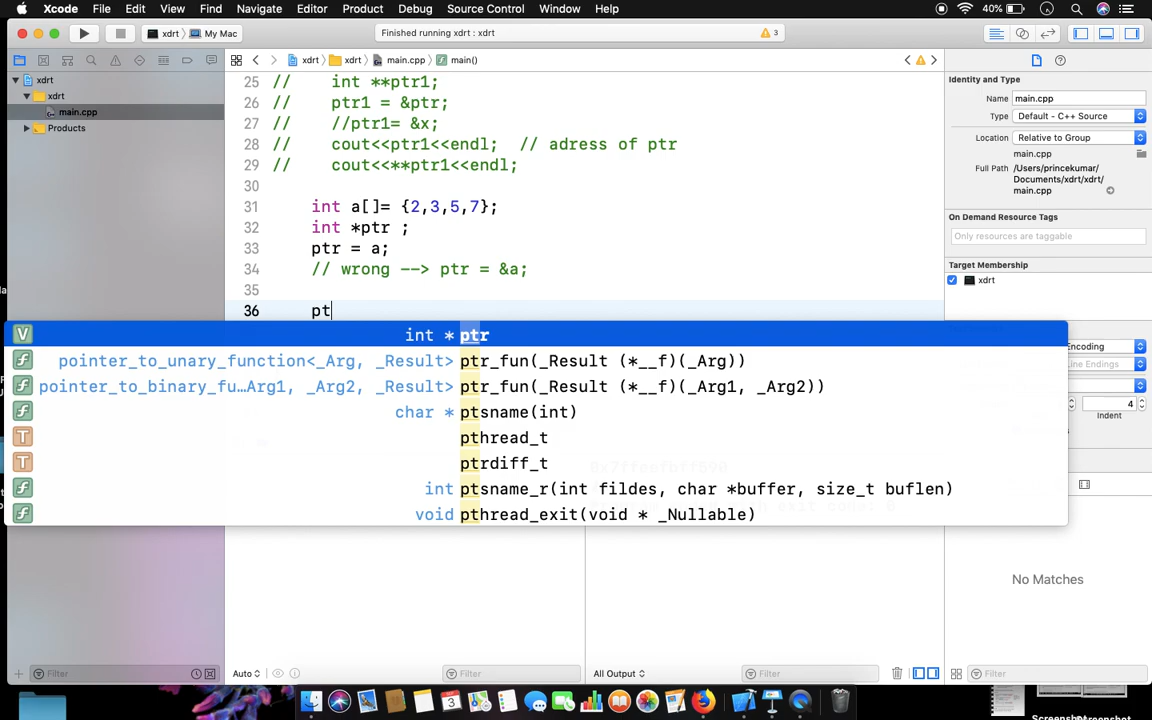 Xcode File Edit View Find Navigate Editor Product Debug Source Control Window Help 40%
xdrt My Mac Finished running xdrt : xdrt 3
xdrt xdrt main.cpp main()
xdrt
xdrt
main.cpp
Products
25 // int **ptr1;
26 // ptr1 = &ptr;
27 // //ptr1= &x;
28 // cout<<ptr1<<endl; // adress of ptr
29 // cout<<**ptr1<<endl;
30
31 int a[]= {2,3,5,7};
32 int *ptr ;
33 ptr = a;
34 // wrong --> ptr = &a;
35
36 pt
V int * ptr
f pointer_to_unary_function<_Arg, _Result> ptr_fun(_Result (*__f)(_Arg))
f pointer_to_binary_fu…Arg1, _Arg2, _Result> ptr_fun(_Result (*__f)(_Arg1, _Arg2))
f char * ptsname(int)
T pthread_t
T ptrdiff_t
f int ptsname_r(int fildes, char *buffer, size_t buflen)
f void pthread_exit(void * _Nullable)
Identity and Type
Name main.cpp
Type Default - C++ Source
Location Relative to Group
main.cpp
Full Path /Users/princekumar/
Documents/xdrt/xdrt/
main.cpp
On Demand Resource Tags
Only resources are taggable
Target Membership
xdrt
Encoding
Line Endings
4
Indent
No Matches
Filter
Auto
Filter
All Output
Filter
Filter
3